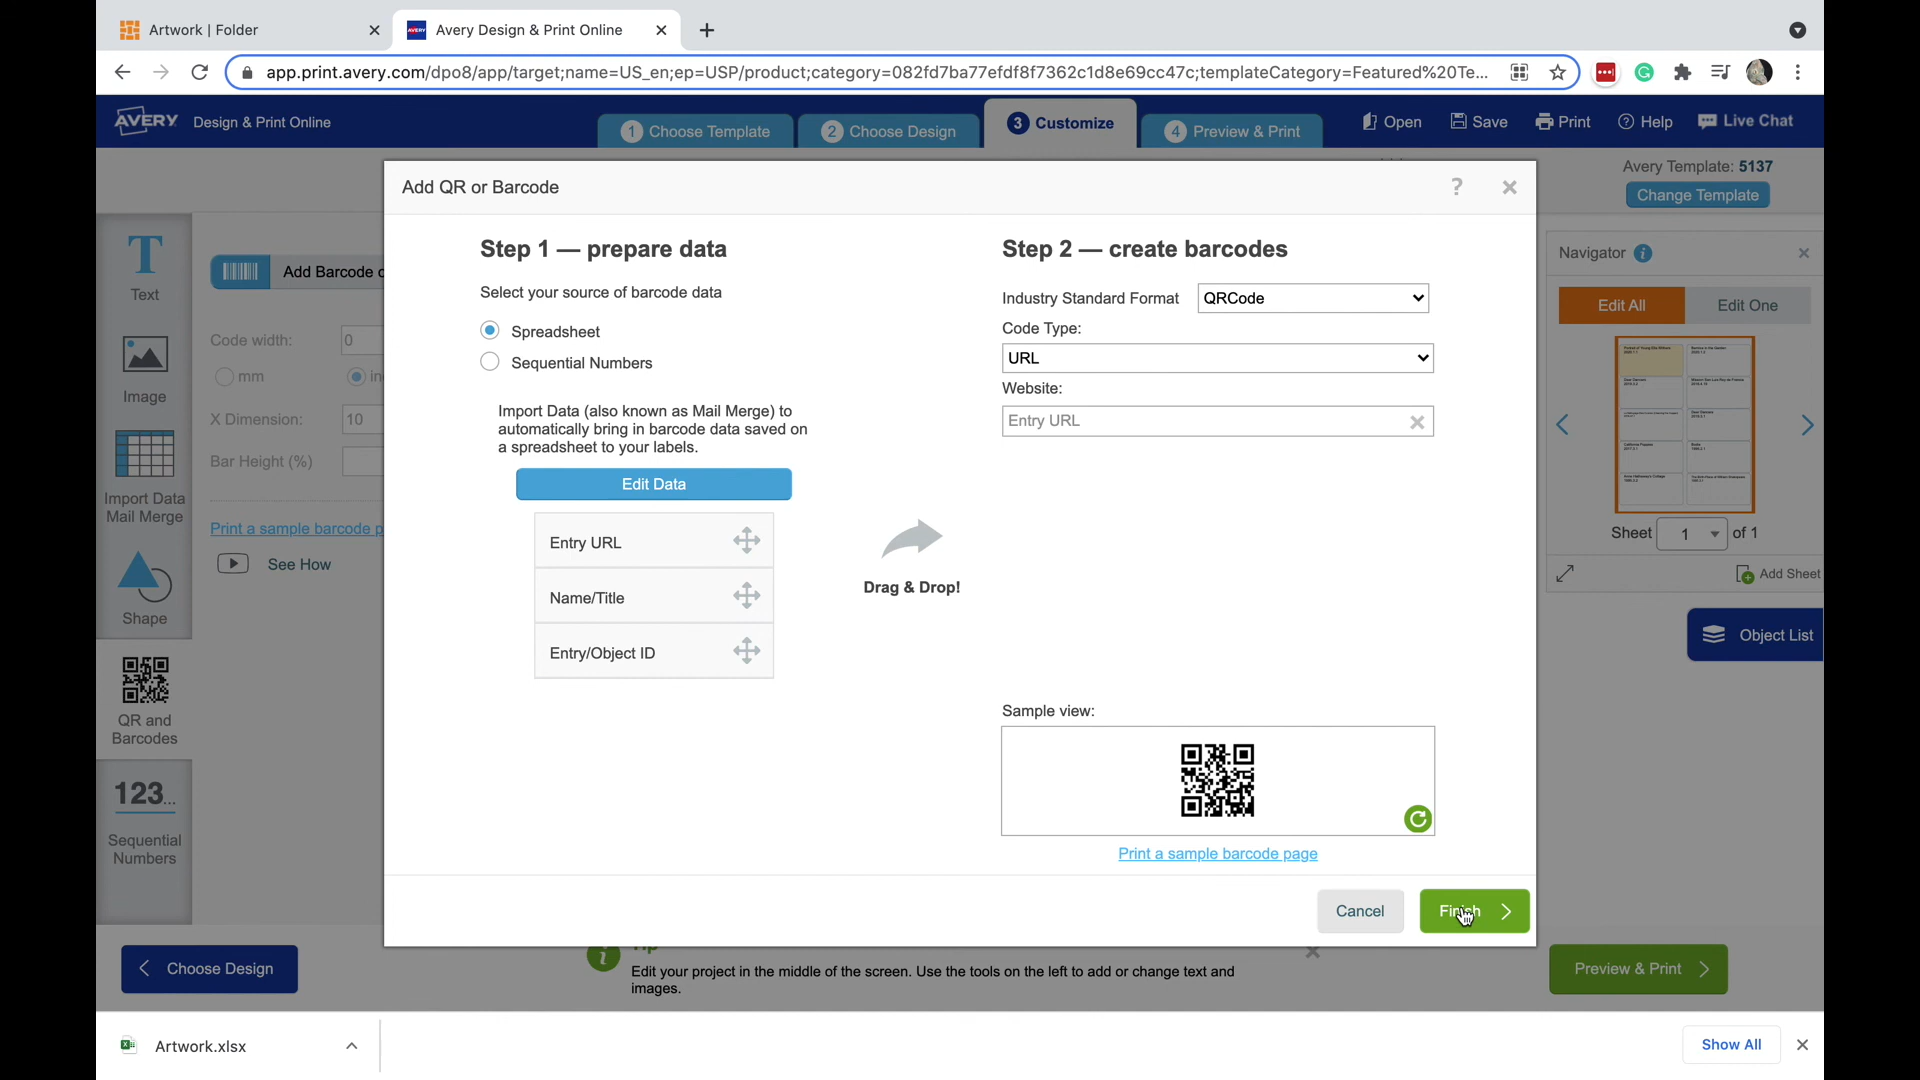 Artwork | Folder
Avery Design & Print Online
app.print.avery.com/dpo8/app/target;name=US_en;ep=USP/product;category=082fd7ba77efdf8f7362c1d8e69cc47c;templateCategory=Featured%20Te...
AVERY Design & Print Online
1 Choose Template
2 Choose Design
3 Customize
4 Preview & Print
Open
Save
Print
Help
Live Chat
Avery Template: 5137
Change Template
Text
Image
Import Data
Mail Merge
Shape
QR and
Barcodes
123...
Sequential
Numbers
Add Barcode
Code width:
0
mm
X Dimension:
10
Bar Height (%)
Print a sample barcode
See How
Add QR or Barcode
?
Step 1 — prepare data
Select your source of barcode data
Spreadsheet
Sequential Numbers
Import Data (also known as Mail Merge) to
automatically bring in barcode data saved on
a spreadsheet to your labels.
Edit Data
Entry URL
Name/Title
Entry/Object ID
Drag & Drop!
Step 2 — create barcodes
Industry Standard Format
QRCode
Code Type:
URL
Website:
Entry URL
Sample view:
Print a sample barcode page
Cancel
Finish
Navigator
Edit All
Edit One
Sheet 1 of 1
Add Sheet
Object List
Choose Design
Edit your project in the middle of the screen. Use the tools on the left to add or change text and
images.
Preview & Print
Artwork.xlsx
Show All